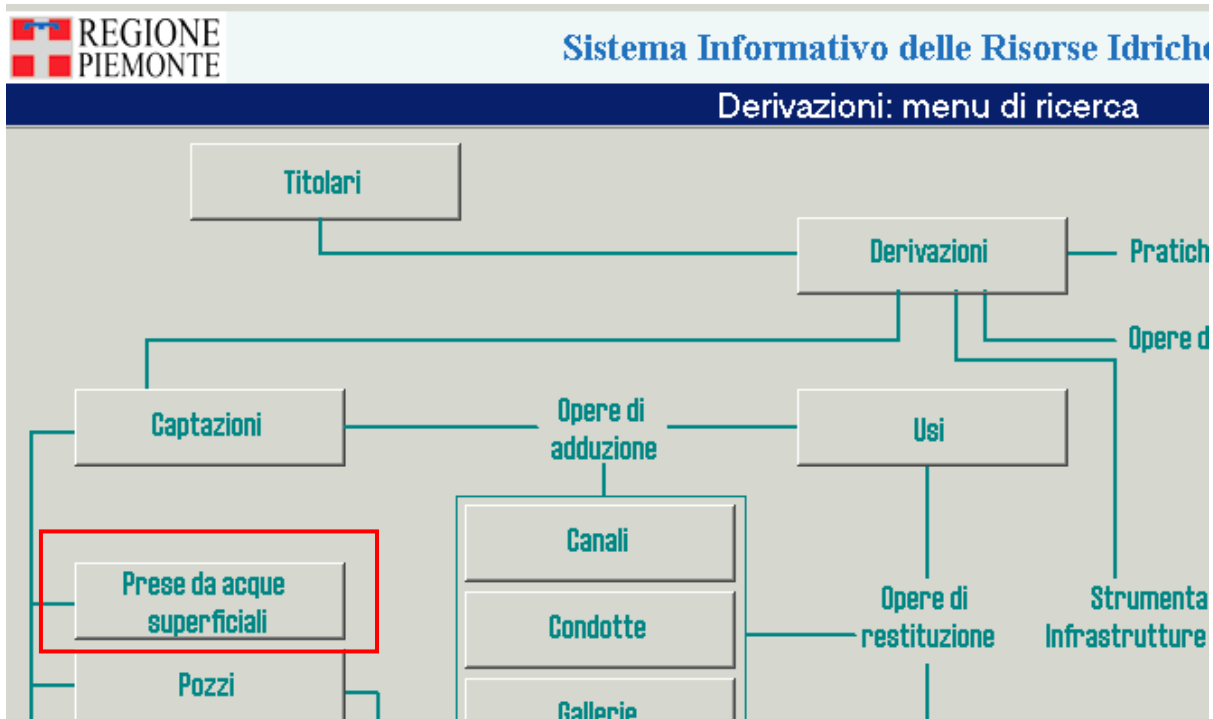 REGIONE
PIEMONTE
Sistema Informativo delle Risorse Idriche
Derivazioni: menu di ricerca
Titolari
Derivazioni
Pratich
Opere d
Captazioni
Opere di
adduzione
Usi
Canali
Prese da acque
superficiali
Condotte
Opere di
restituzione
Strumenta
Infrastrutture
Pozzi
Gallerie